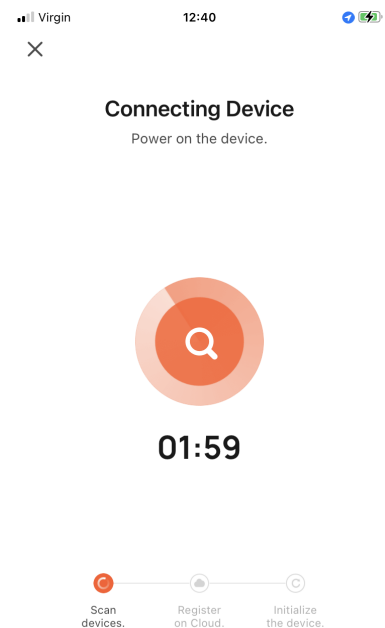 Virgin 12:40
Connecting Device
Power on the device.
01:59
Scan devices.
Register on Cloud.
Initialize the device.